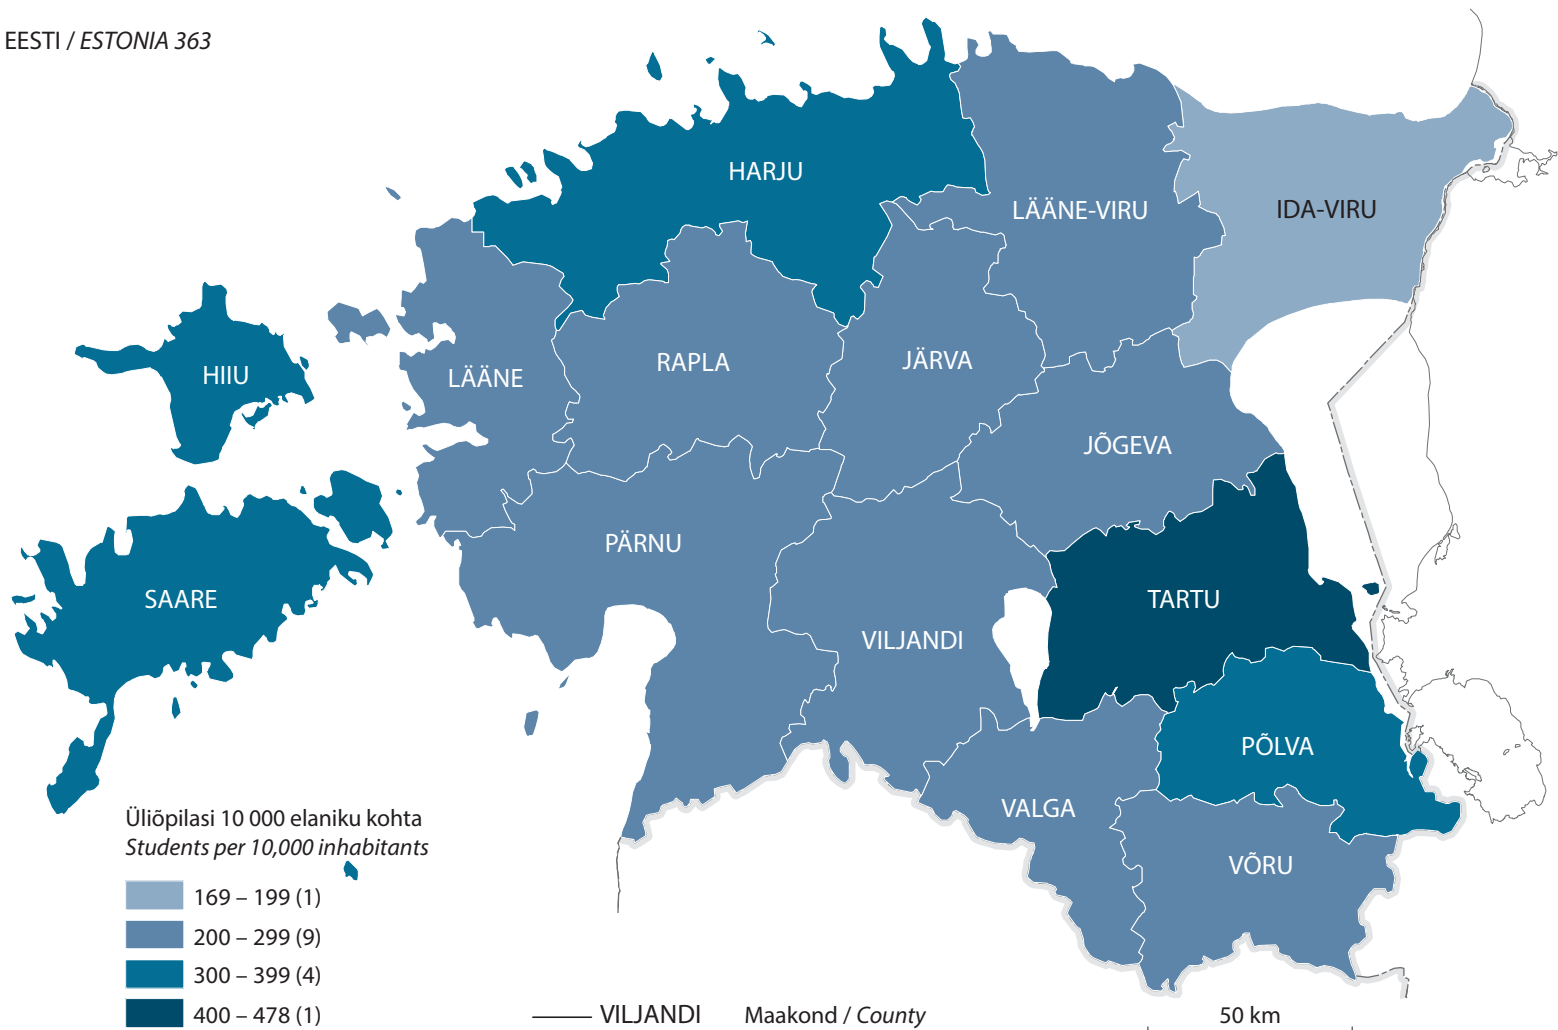 EESTI / ESTONIA 363
HARJU
LÄÄNE-VIRU
IDA-VIRU
HIIU
LÄÄNE
RAPLA
JÄRVA
JÕGEVA
SAARE
PÄRNU
VILJANDI
TARTU
PÕLVA
VALGA
VÕRU
Üliõpilasi 10 000 elaniku kohta
Students per 10,000 inhabitants
169 – 199 (1)
200 – 299 (9)
300 – 399 (4)
400 – 478 (1)
VILJANDI Maakond / County
50 km